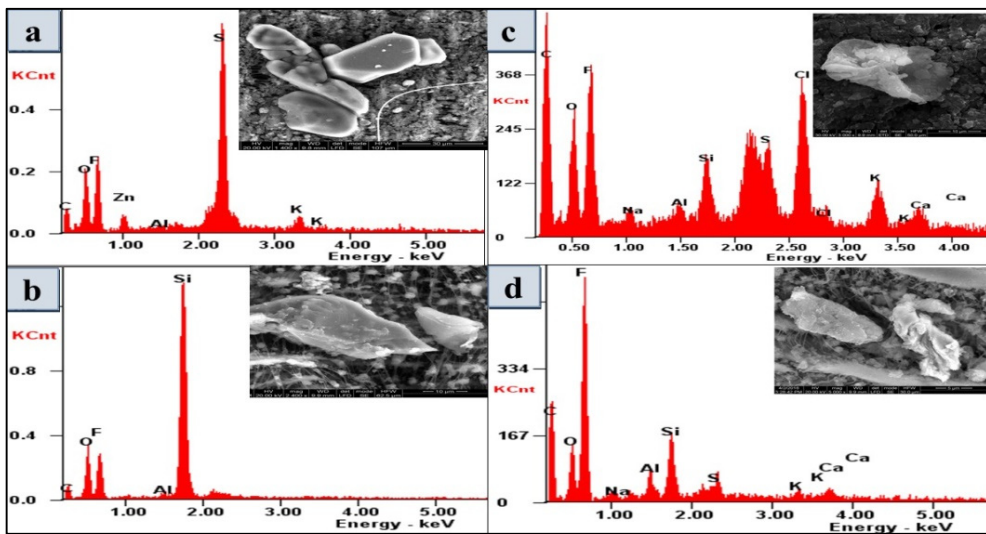 a
KCnt
0.4
0.2
0.0
C
O
F
Zn
Al
S
K
K
1.00 2.00 3.00 4.00 5.00
Energy - keV
b
KCnt
0.8
0.4
0.0
C
O
F
Al
Si
1.00 2.00 3.00 4.00 5.00
Energy - keV
c
368
KCnt
245
122
0
C
O
F
Na
Al
Si
S
Cl
Cl
K
K
Ca
Ca
0.50 1.00 1.50 2.00 2.50 3.00 3.50 4.00
Energy - keV
d
334
KCnt
167
0
C
O
F
Na
Al
Si
S
K
K
Ca
Ca
1.00 2.00 3.00 4.00 5.00
Energy - keV